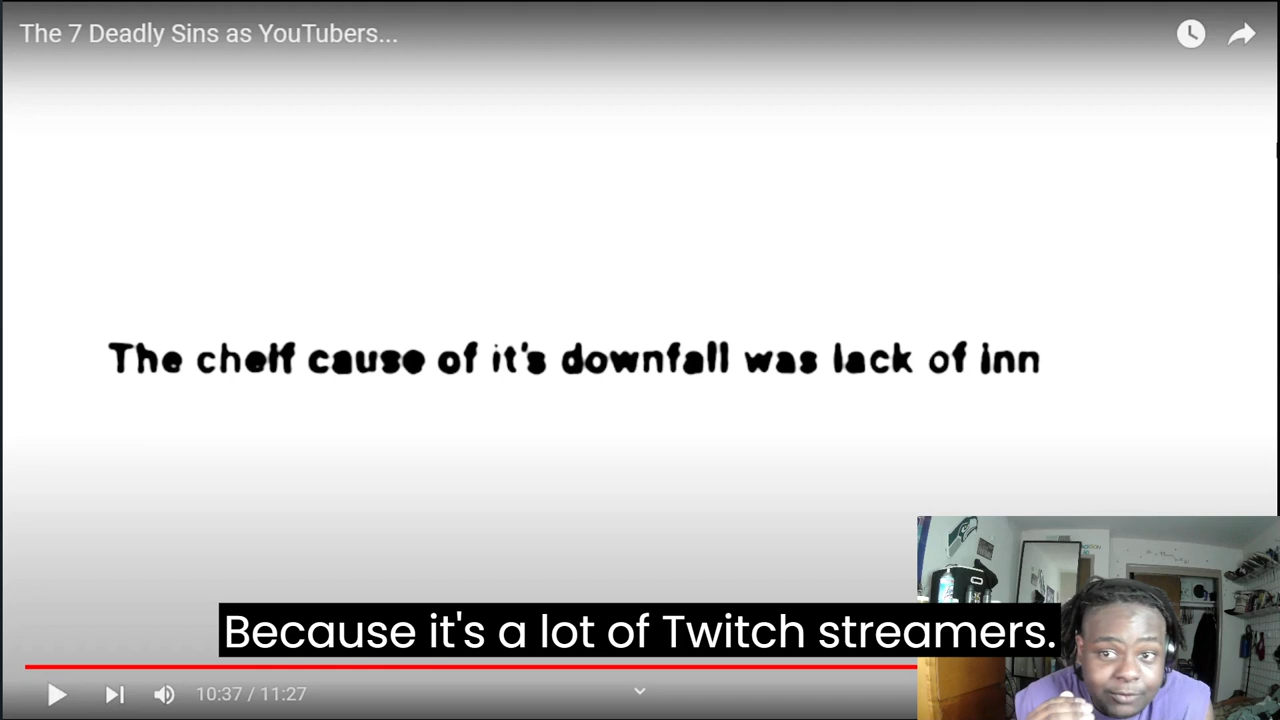 The 7 Deadly Sins as YouTubers...
The cheif cause of it's downfall was lack of inn
Because it's a lot of Twitch streamers.
10:37 / 11:27